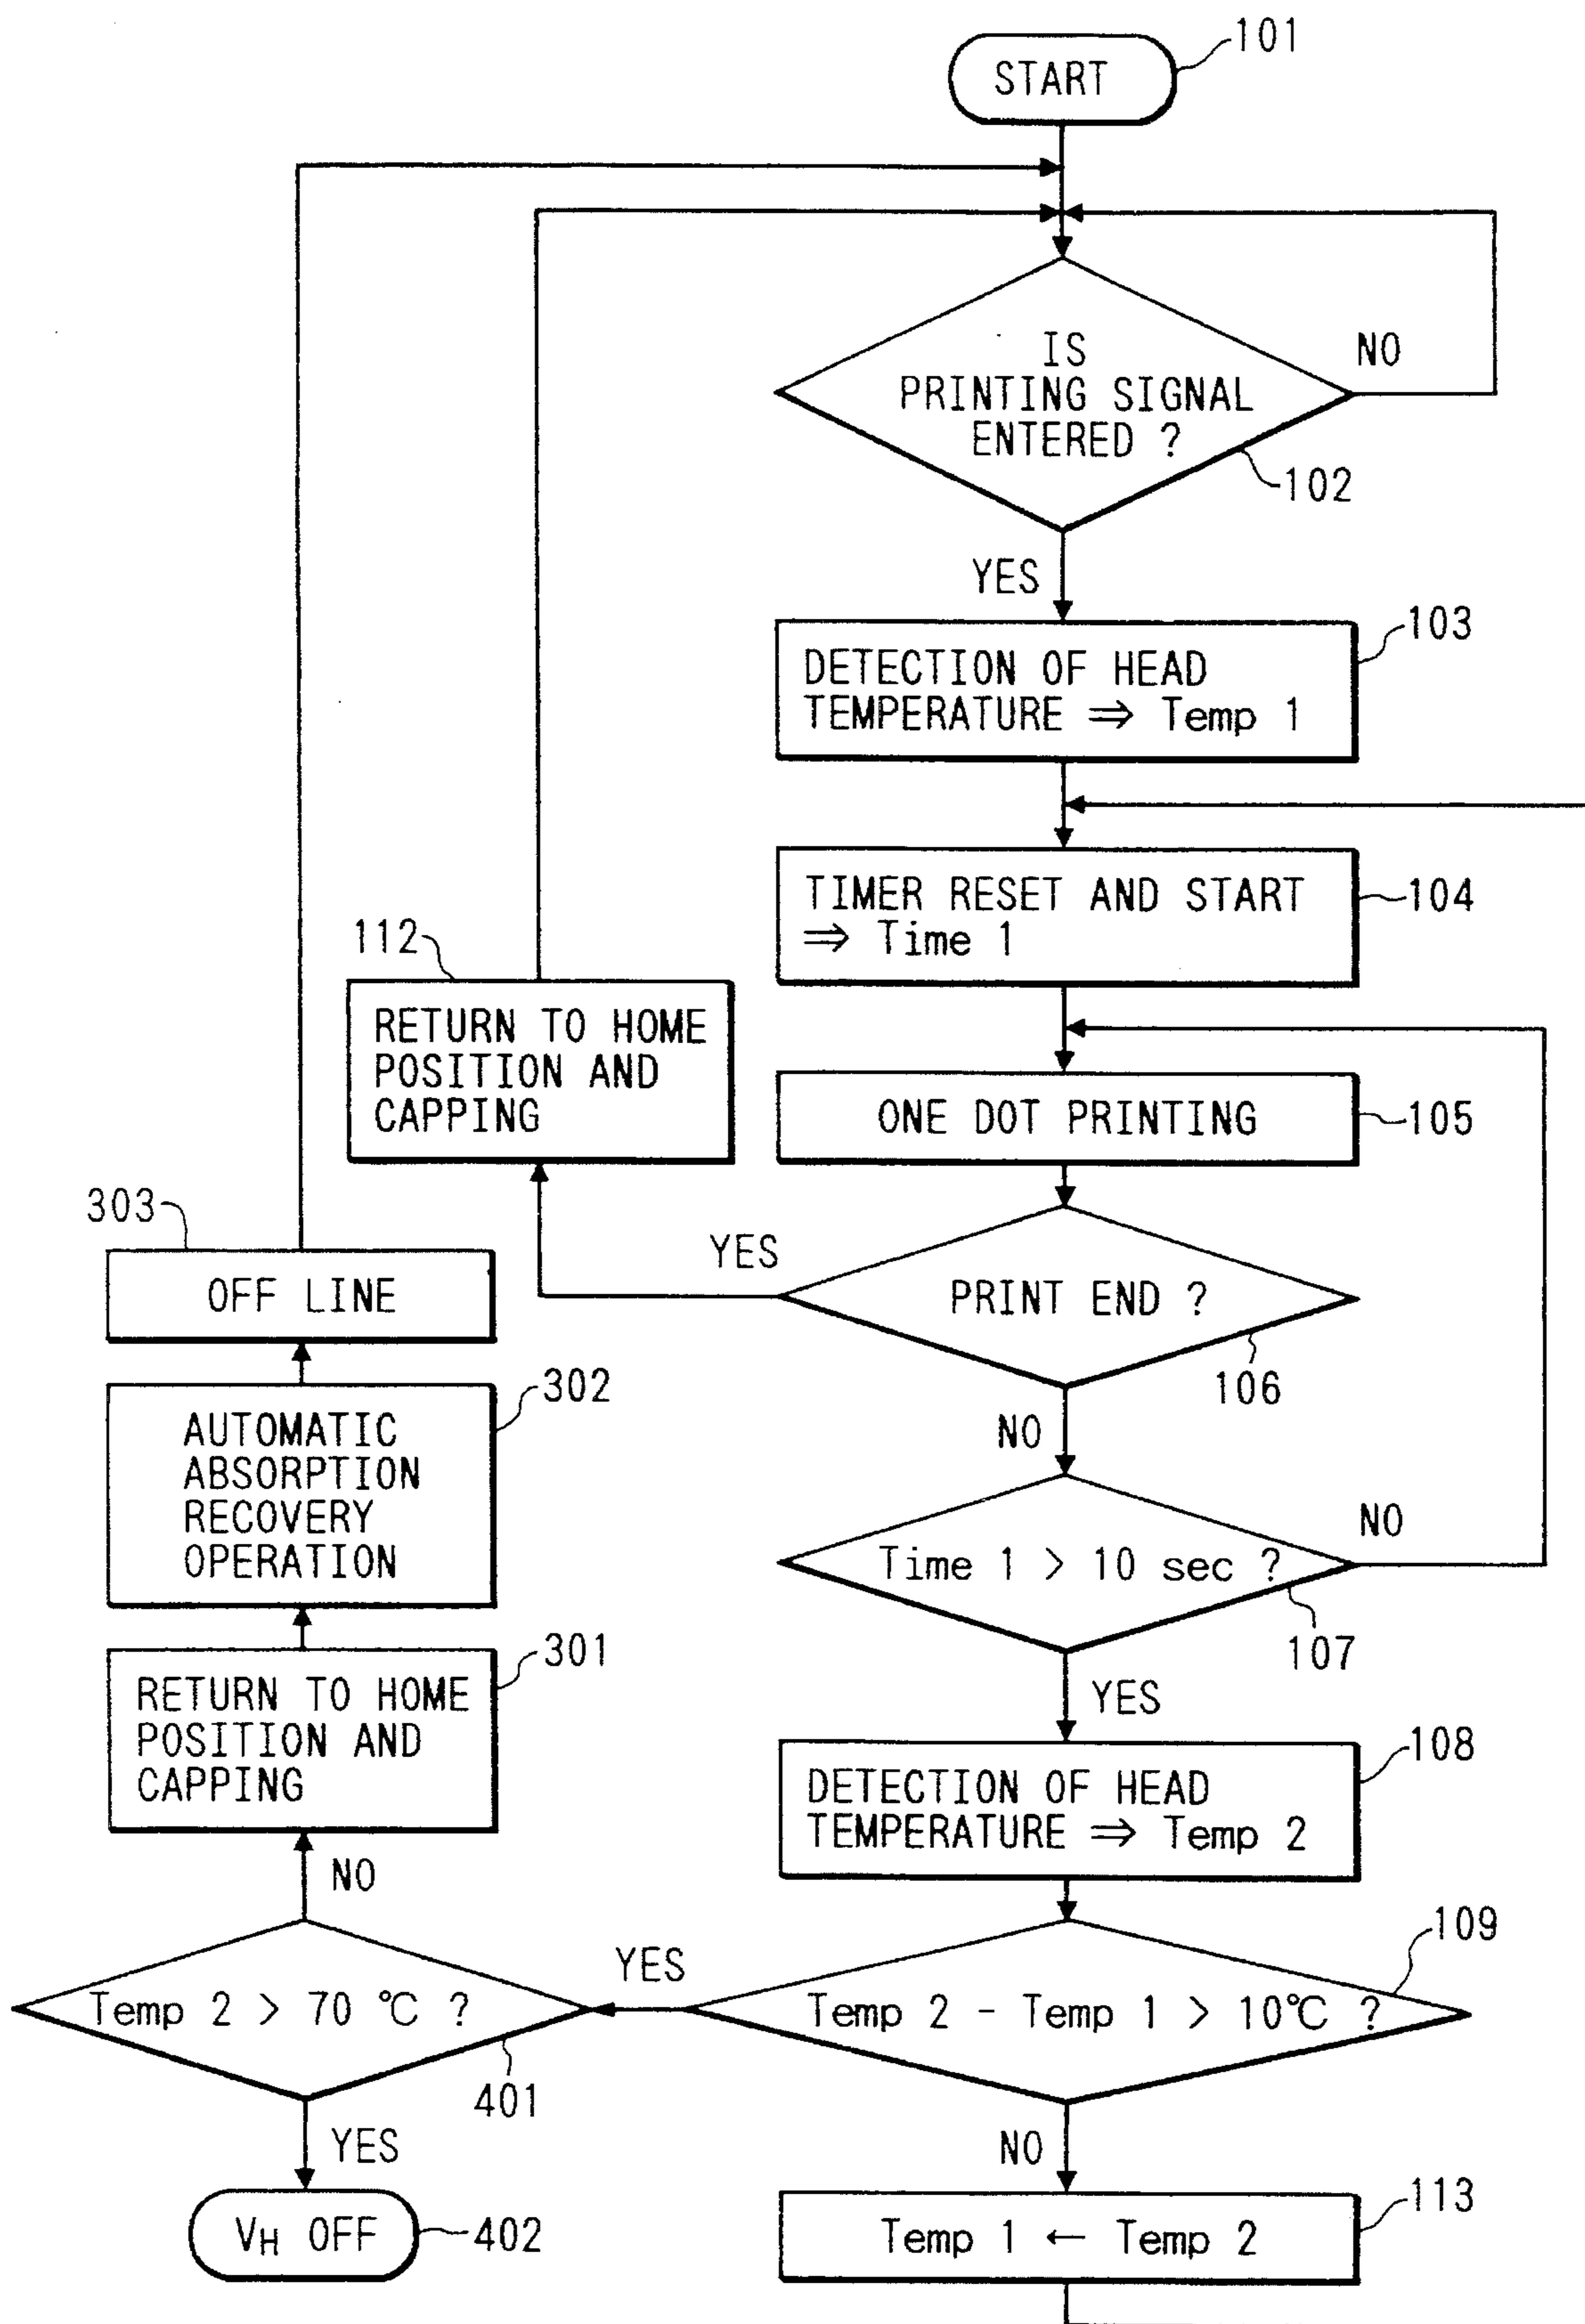 START
101
IS
PRINTING SIGNAL
ENTERED ?
NO
102
YES
103
DETECTION OF HEAD
TEMPERATURE ⇒ Temp 1
TIMER RESET AND START
⇒ Time 1
104
112
RETURN TO HOME
POSITION AND
CAPPING
ONE DOT PRINTING
105
303
OFF LINE
YES
PRINT END ?
106
302
AUTOMATIC
ABSORPTION
RECOVERY
OPERATION
NO
Time 1 > 10 sec ?
NO
107
301
RETURN TO HOME
POSITION AND
CAPPING
YES
108
DETECTION OF HEAD
TEMPERATURE ⇒ Temp 2
NO
109
YES
Temp 2 > 70 °C ?
Temp 2 - Temp 1 > 10°C ?
401
YES
NO
VH OFF
402
113
Temp 1 ← Temp 2